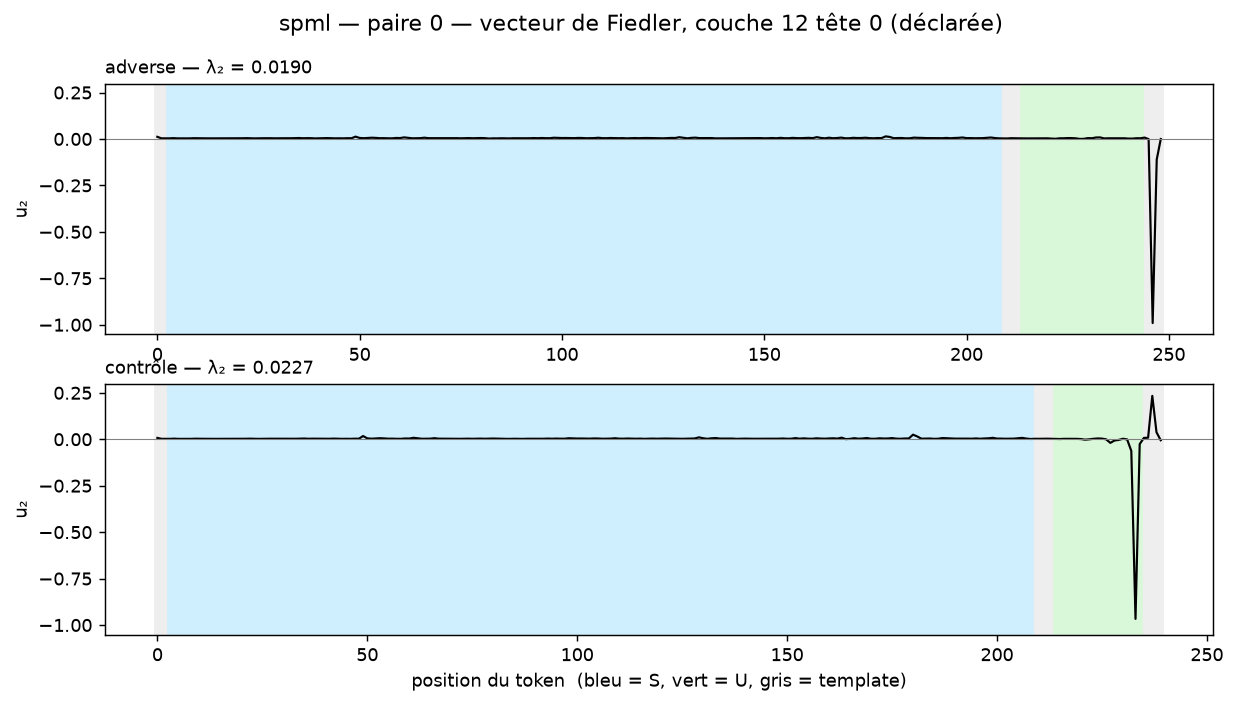 spml — paire 0 — vecteur de Fiedler, couche 12 tête 0 (déclarée)
adverse — λ₂ = 0.0190
0.25
0.00
−0.25
−0.50
−0.75
−1.00
u₂
0 50 100 150 200 250
contrôle — λ₂ = 0.0227
0.25
0.00
−0.25
−0.50
−0.75
−1.00
u₂
0 50 100 150 200 250
position du token (bleu = S, vert = U, gris = template)